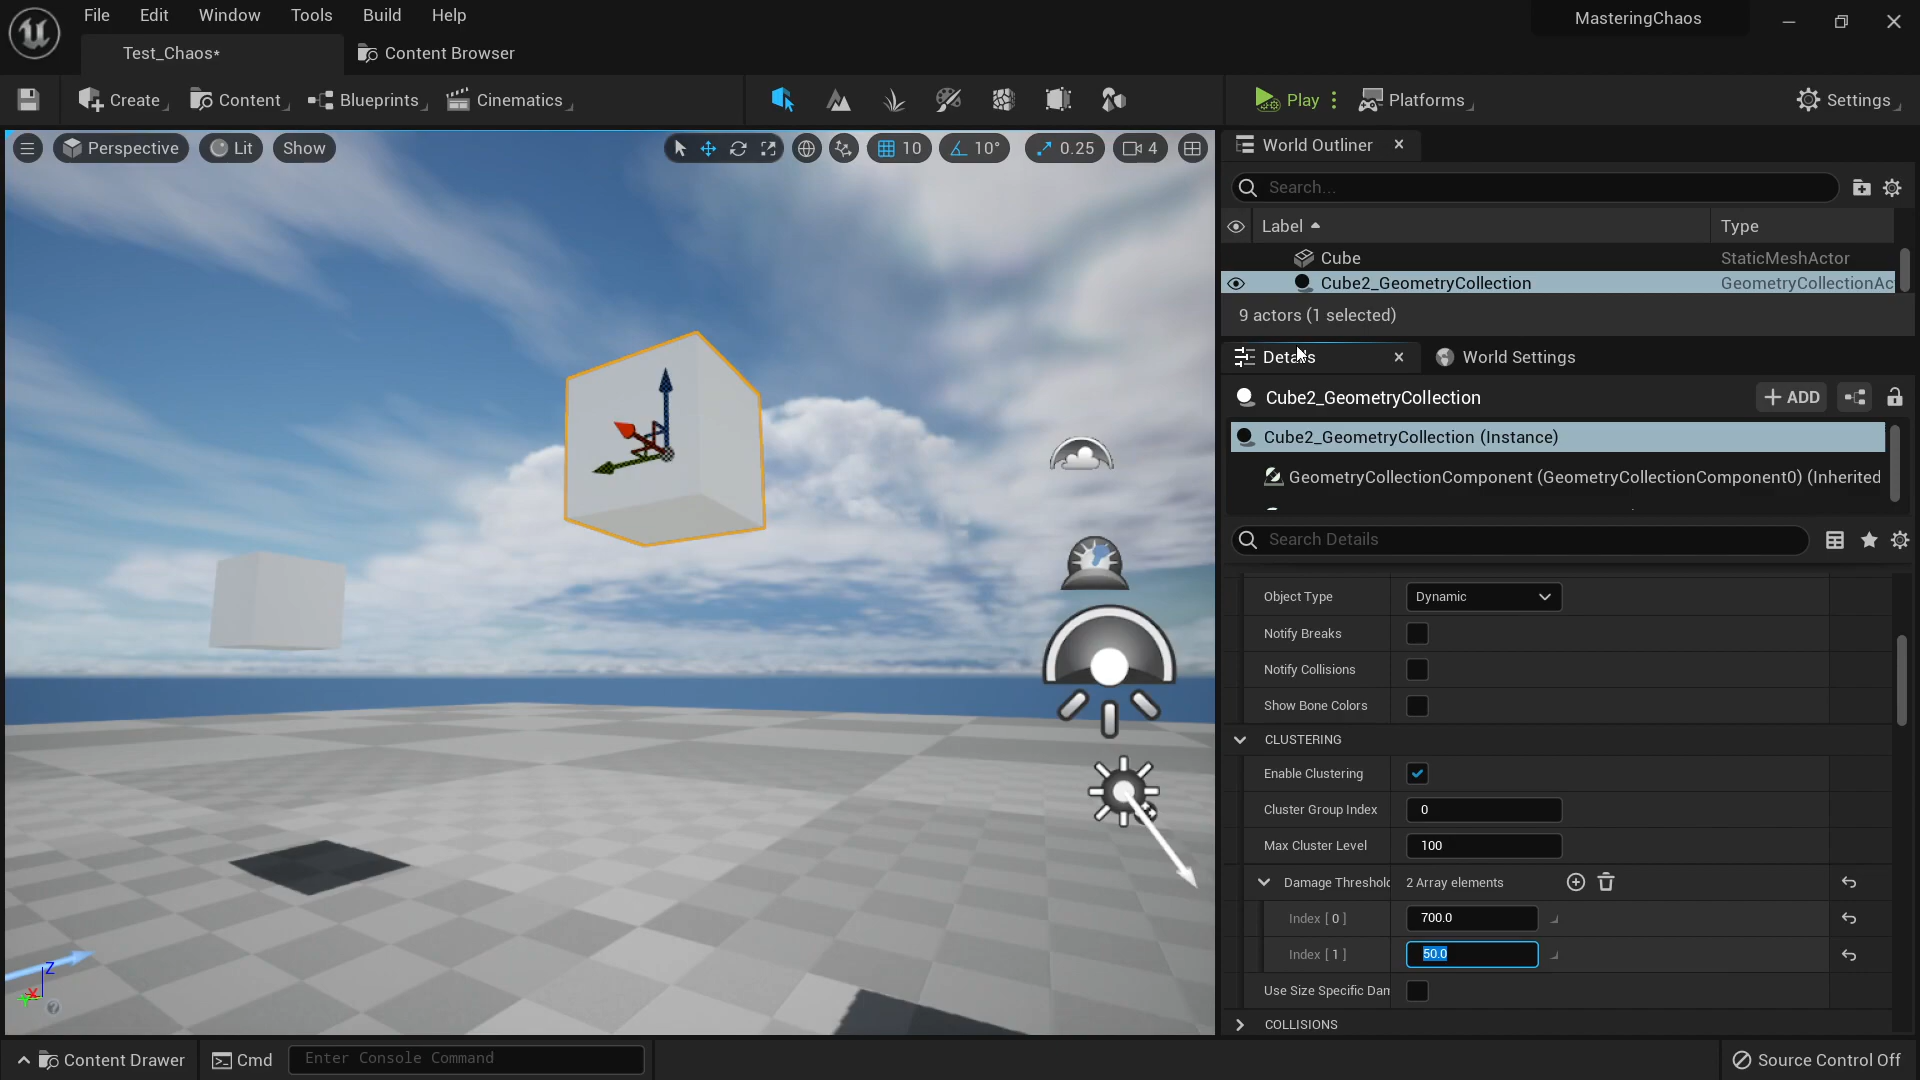 File Edit Window Tools Build Help
MasteringChaos
Test_Chaos*
Content Browser
Create Content Blueprints Cinematics
Play Platforms Settings
Perspective Lit Show
10 10° 0.25 4
World Outliner
Search...
Label Type
Cube StaticMeshActor
Cube2_GeometryCollection GeometryCollectionAc
9 actors (1 selected)
Details World Settings
Cube2_GeometryCollection
ADD
Cube2_GeometryCollection (Instance)
GeometryCollectionComponent (GeometryCollectionComponent0) (Inherited
Search Details
Object Type Dynamic
Notify Breaks
Notify Collisions
Show Bone Colors
CLUSTERING
Enable Clustering
Cluster Group Index 0
Max Cluster Level 100
Damage Threshold 2 Array elements
Index [ 0 ] 700.0
Index [ 1 ] 50.0
Use Size Specific Dam
COLLISIONS
Z
X
Y
?
Content Drawer Cmd Enter Console Command Source Control Off